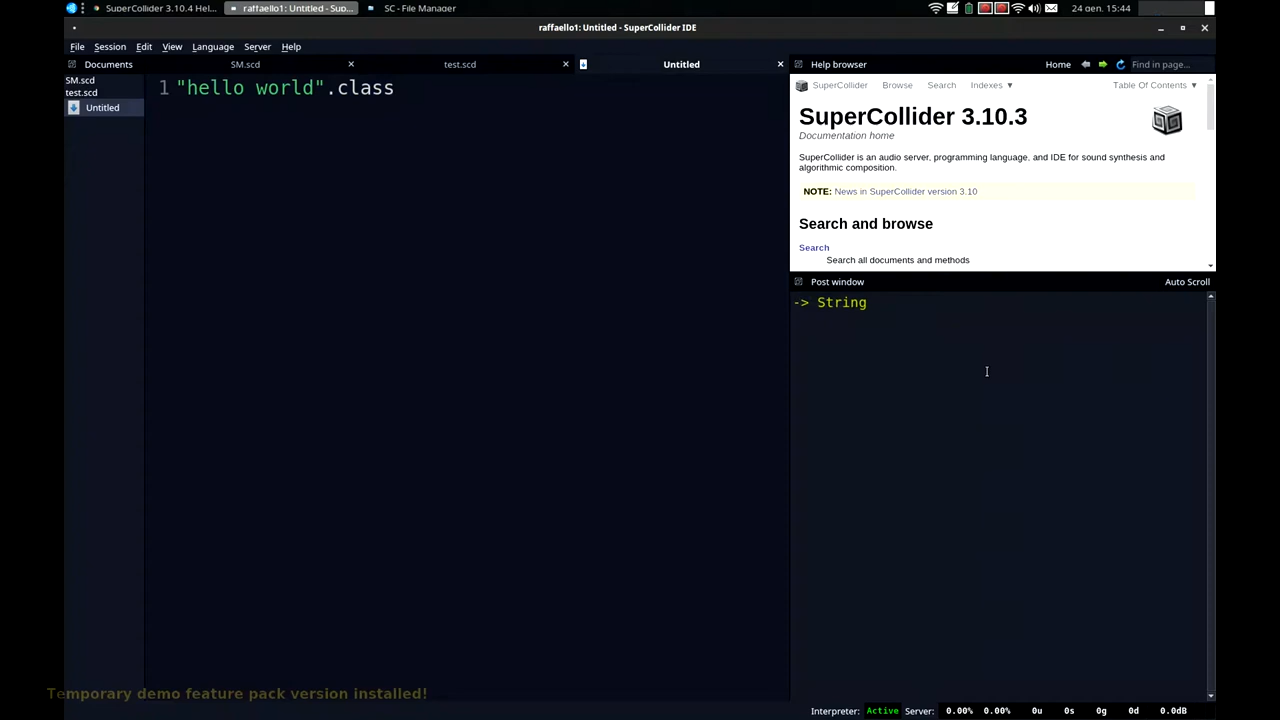 SuperCollider 3.10.4 Hel...
raffaello1: Untitled - Sup...
SC - File Manager
24 gen, 15:44
raffaello1: Untitled - SuperCollider IDE
File Session Edit View Language Server Help
Documents
SM.scd
test.scd
Untitled
SM.scd
test.scd
Untitled
1 "hello world".class
Help browser
Home
Find in page...
SuperCollider Browse Search Indexes ▼ Table Of Contents ▼
SuperCollider 3.10.3
Documentation home
SuperCollider is an audio server, programming language, and IDE for sound synthesis and
algorithmic composition.
NOTE: News in SuperCollider version 3.10
Search and browse
Search
Search all documents and methods
Post window
Auto Scroll
-> String
Temporary demo feature pack version installed!
Interpreter: Active Server: 0.00% 0.00% 0u 0s 0g 0d 0.0dB